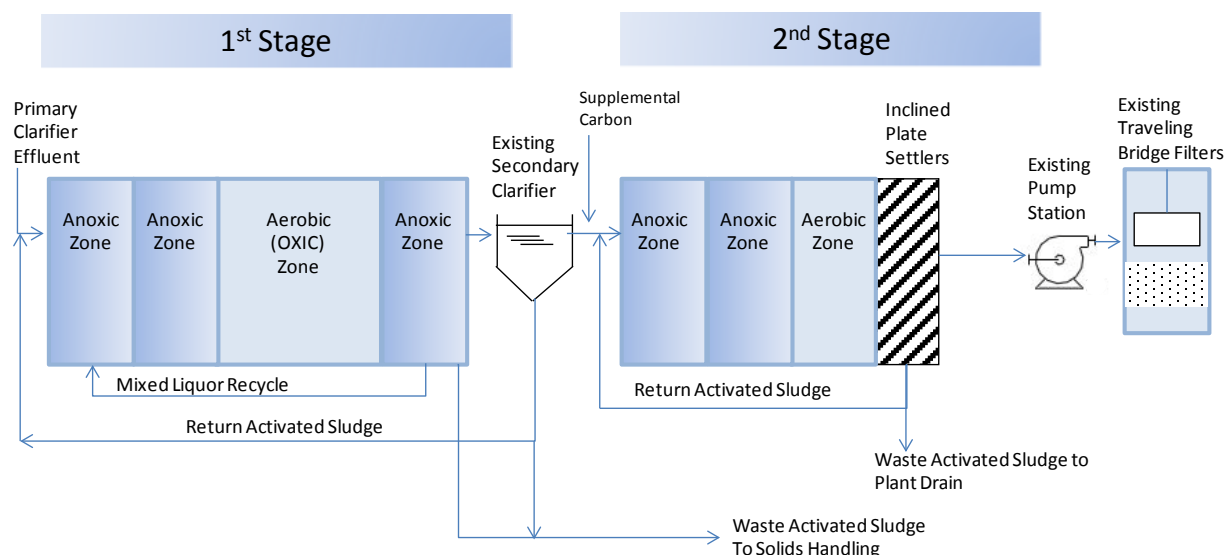 1st Stage
2nd Stage
Primary
Clarifier
Effluent
Existing
Secondary
Clarifier
Supplemental
Carbon
Inclined
Plate
Settlers
Existing
Pump
Station
Existing
Traveling
Bridge Filters
Anoxic
Zone
Anoxic
Zone
Aerobic
(OXIC)
Zone
Anoxic
Zone
Anoxic
Zone
Anoxic
Zone
Aerobic
Zone
Mixed Liquor Recycle
Return Activated Sludge
Return Activated Sludge
Waste Activated Sludge to
Plant Drain
Waste Activated Sludge
To Solids Handling